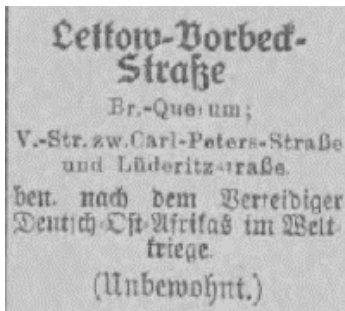 Lettow-Vorbeck-
Straße
Br.-Querum;
V.-Str. zw. Carl-Peters-Straße
und Lüderitzstraße.
ben. nach dem Verteidiger
Deutsch-Ost-Afrikas im Welt-
kriege.
(Unbewohnt.)